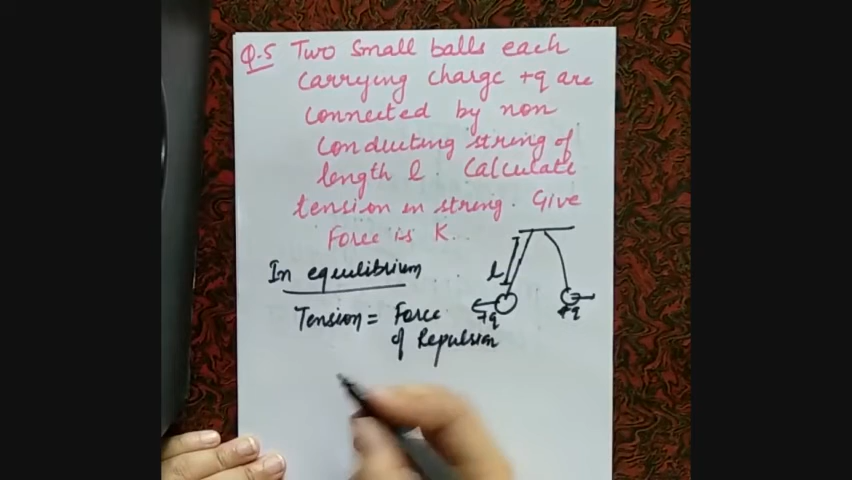 Q.5 Two small balls each
carrying charge +q are
connected by non
conducting string of
length l. Calculate
tension in string. Give
Force is K.
In equilibrium
Tension = Force
of Repulsion
l
+q
+q